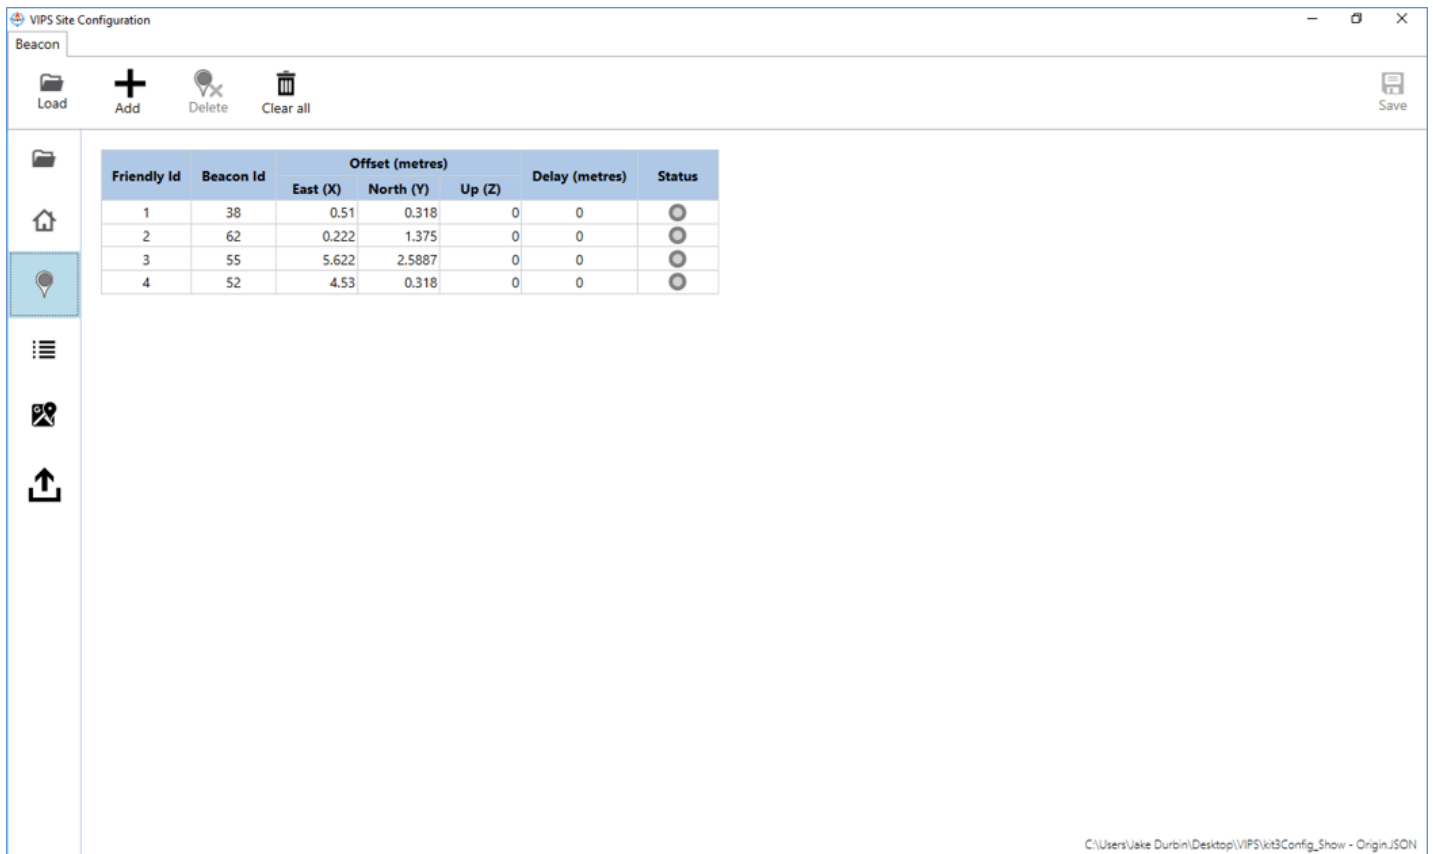 VIPS Site Configuration
Beacon
Load Add Delete Clear all Save
Offset (metres)
Friendly Id Beacon Id Delay (metres) Status
East (X) North (Y) Up (Z)
1 38 0.51 0.318 0 0
2 62 0.222 1.375 0 0
3 55 5.622 2.5887 0 0
4 52 4.53 0.318 0 0
C:\Users\Jake Durbin\Desktop\VIPS\kit3Config_Show - Origin.JSON